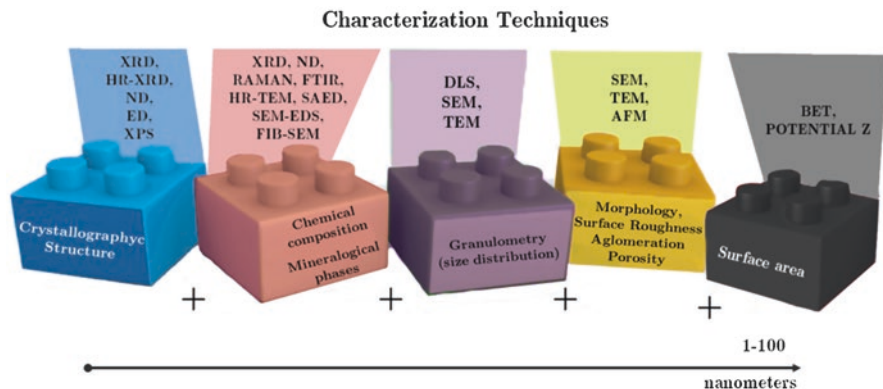 Characterization Techniques
XRD,
HR-XRD,
ND,
ED,
XPS
XRD, ND,
RAMAN, FTIR,
HR-TEM, SAED,
SEM-EDS,
FIB-SEM
DLS,
SEM,
TEM
SEM,
TEM,
AFM
BET,
POTENTIAL Z
Crystallographyc
Structure
Chemical
composition
Mineralogical
phases
Granulometry
(size distribution)
Morphology,
Surface Roughness
Aglomeration
Porosity
Surface area
+
+
+
+
1-100
nanometers